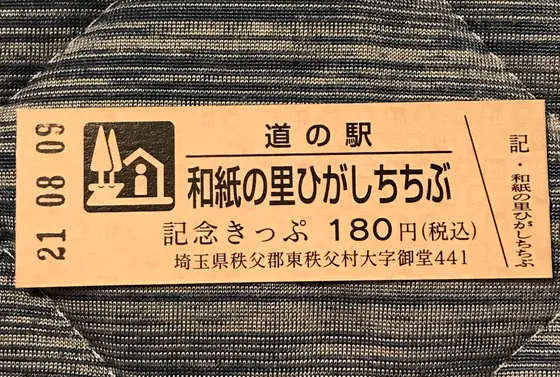 21 08 09
道の駅
和紙の里ひがしちちぶ
記念きっぷ 180円(税込)
埼玉県秩父郡東秩父村大字御堂441
記・和紙の里ひがしちちぶ